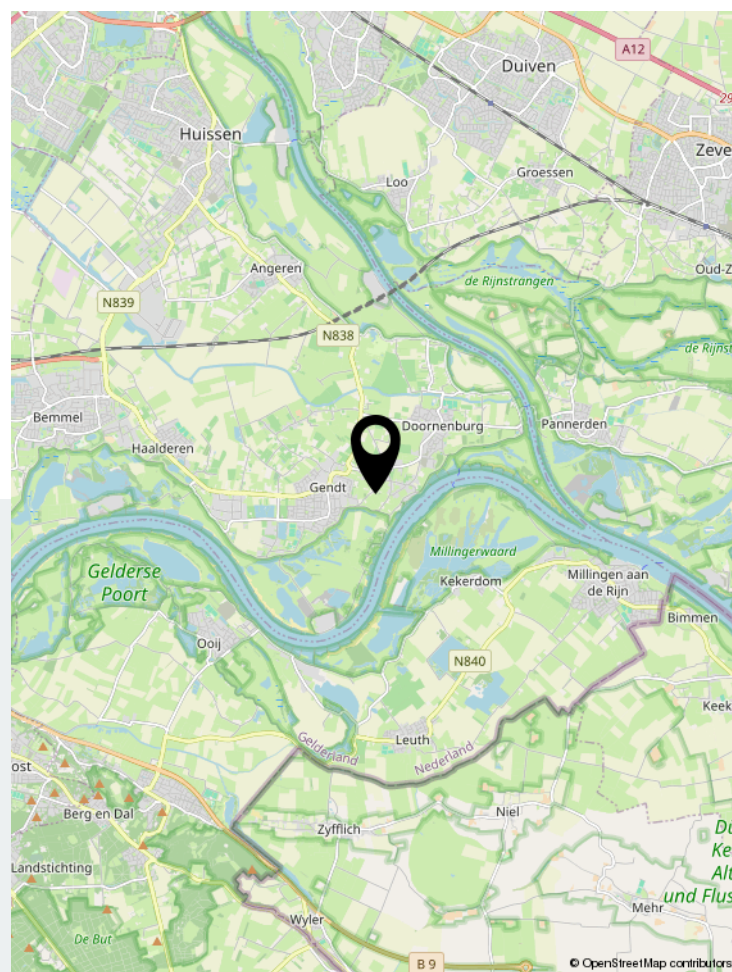 A12
Duiven
29
Huissen
Zeve
Groessen
Loo
Angeren
Oud-Z
de Rijnstrangen
N839
N838
de Rijnst
Bemmel
Doornenburg
Pannerden
Haalderen
Gendt
Millingerwaard
Gelderse
Poort
Kekerdom
Millingen aan
de Rijn
Bimmen
Ooij
N840
Keek
Leuth
Gelderland
Nederland
ost
Berg en Dal
Niel
Zyfflich
Du
Ke
Alt
und Flus
Landstichting
Mehr
Wyler
De But
B 9
© OpenStreetMap contributors